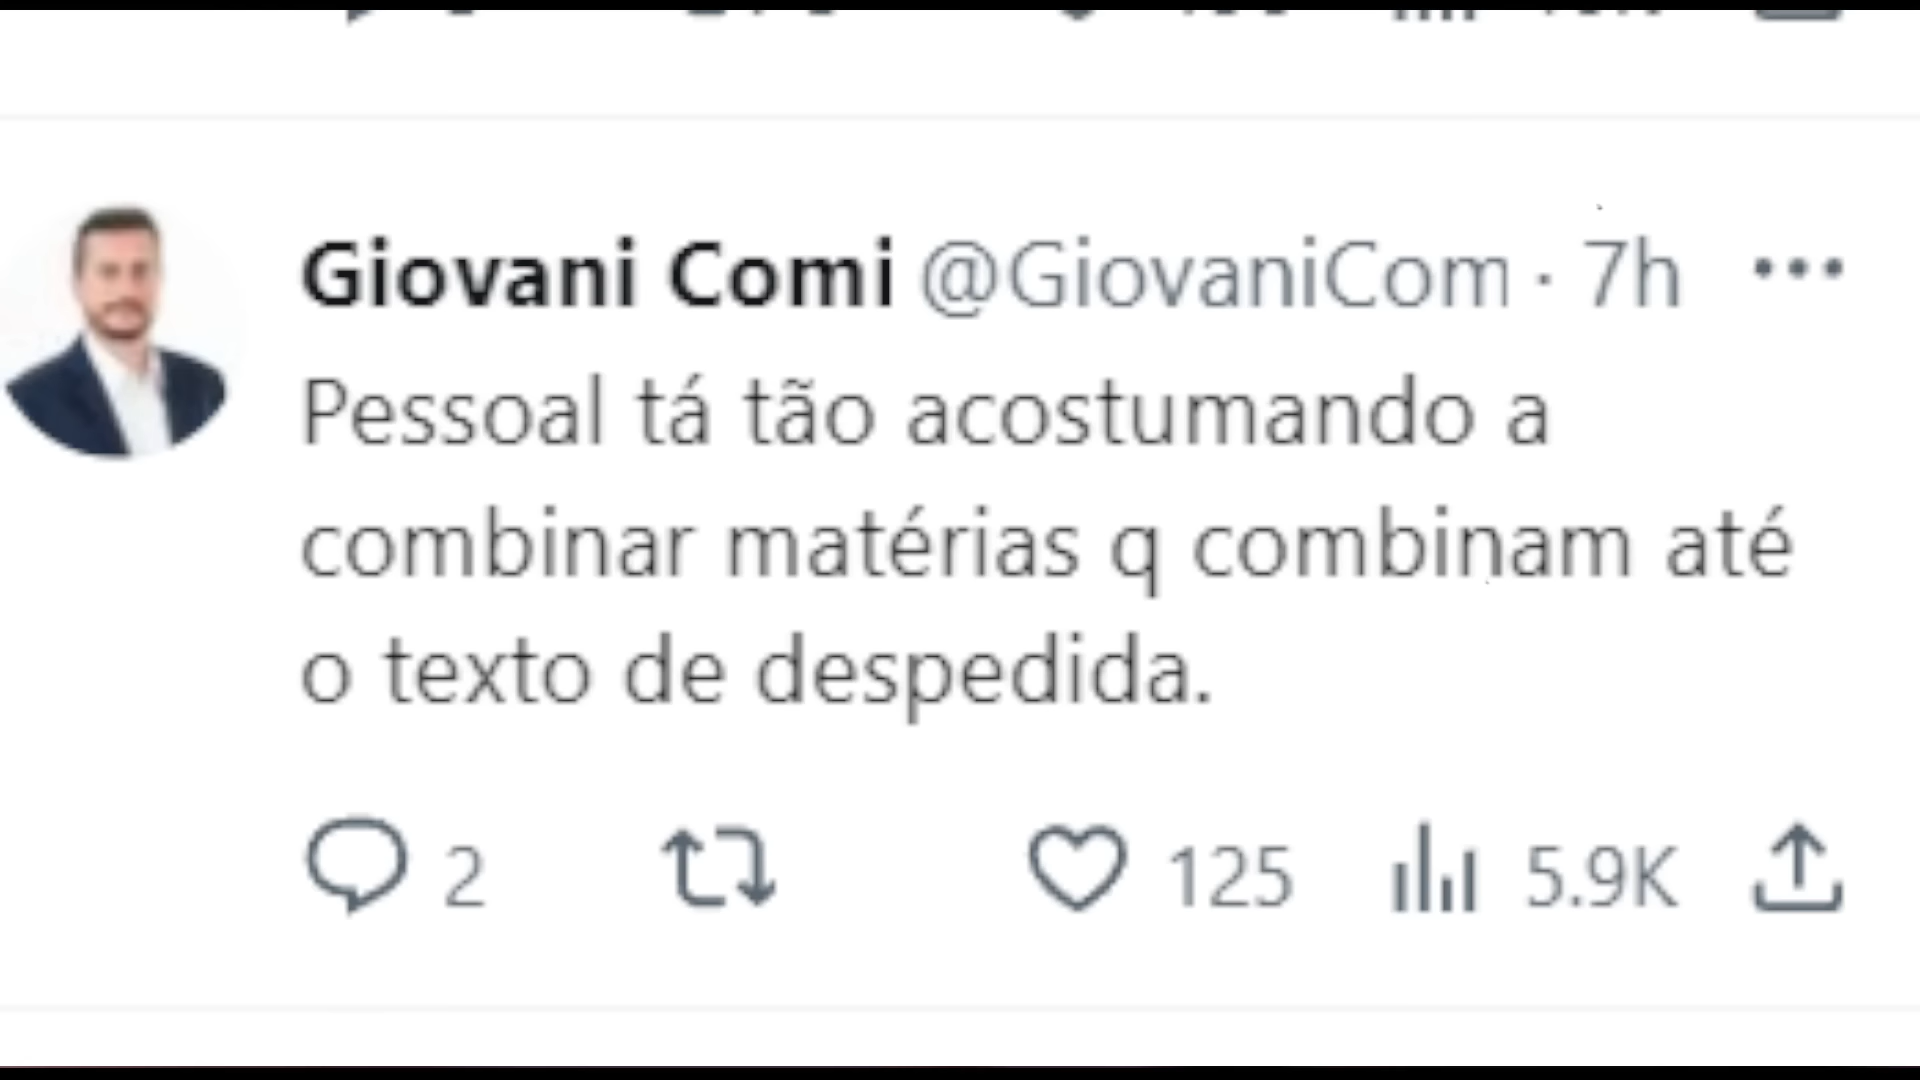 Giovani Comi @GiovaniCom · 7h
Pessoal tá tão acostumando a
combinar matérias q combinam até
o texto de despedida.
2 125 5.9K